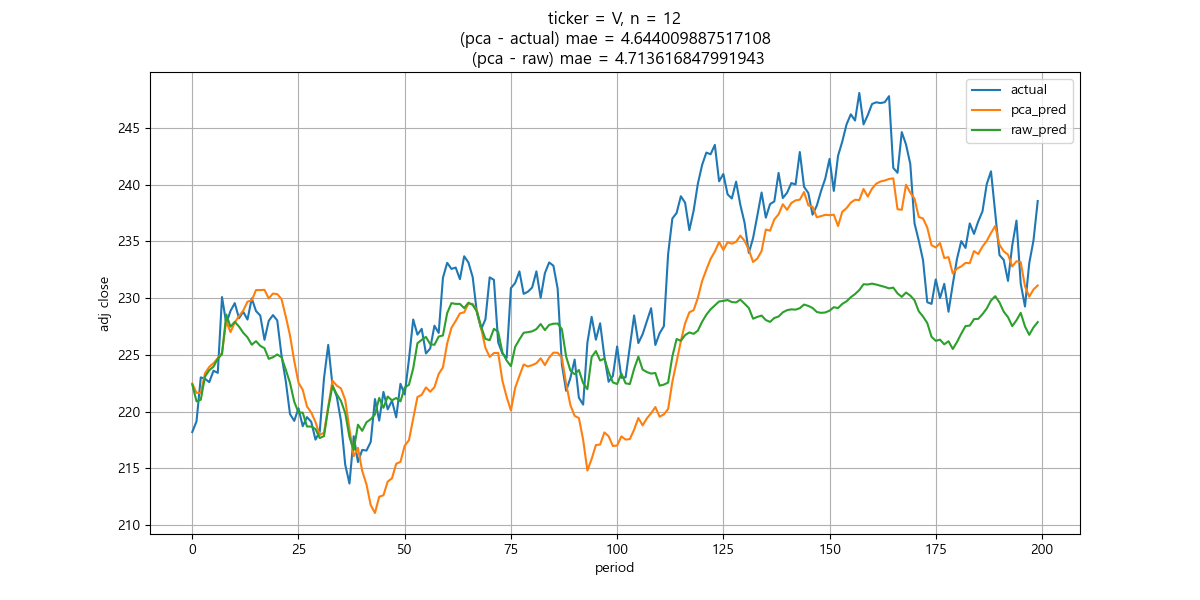 ticker = V, n = 12
(pca - actual) mae = 4.644009887517108
(pca - raw) mae = 4.713616847991943
actual
pca_pred
raw_pred
245
240
235
230
225
220
215
210
adj close
0 25 50 75 100 125 150 175 200
period